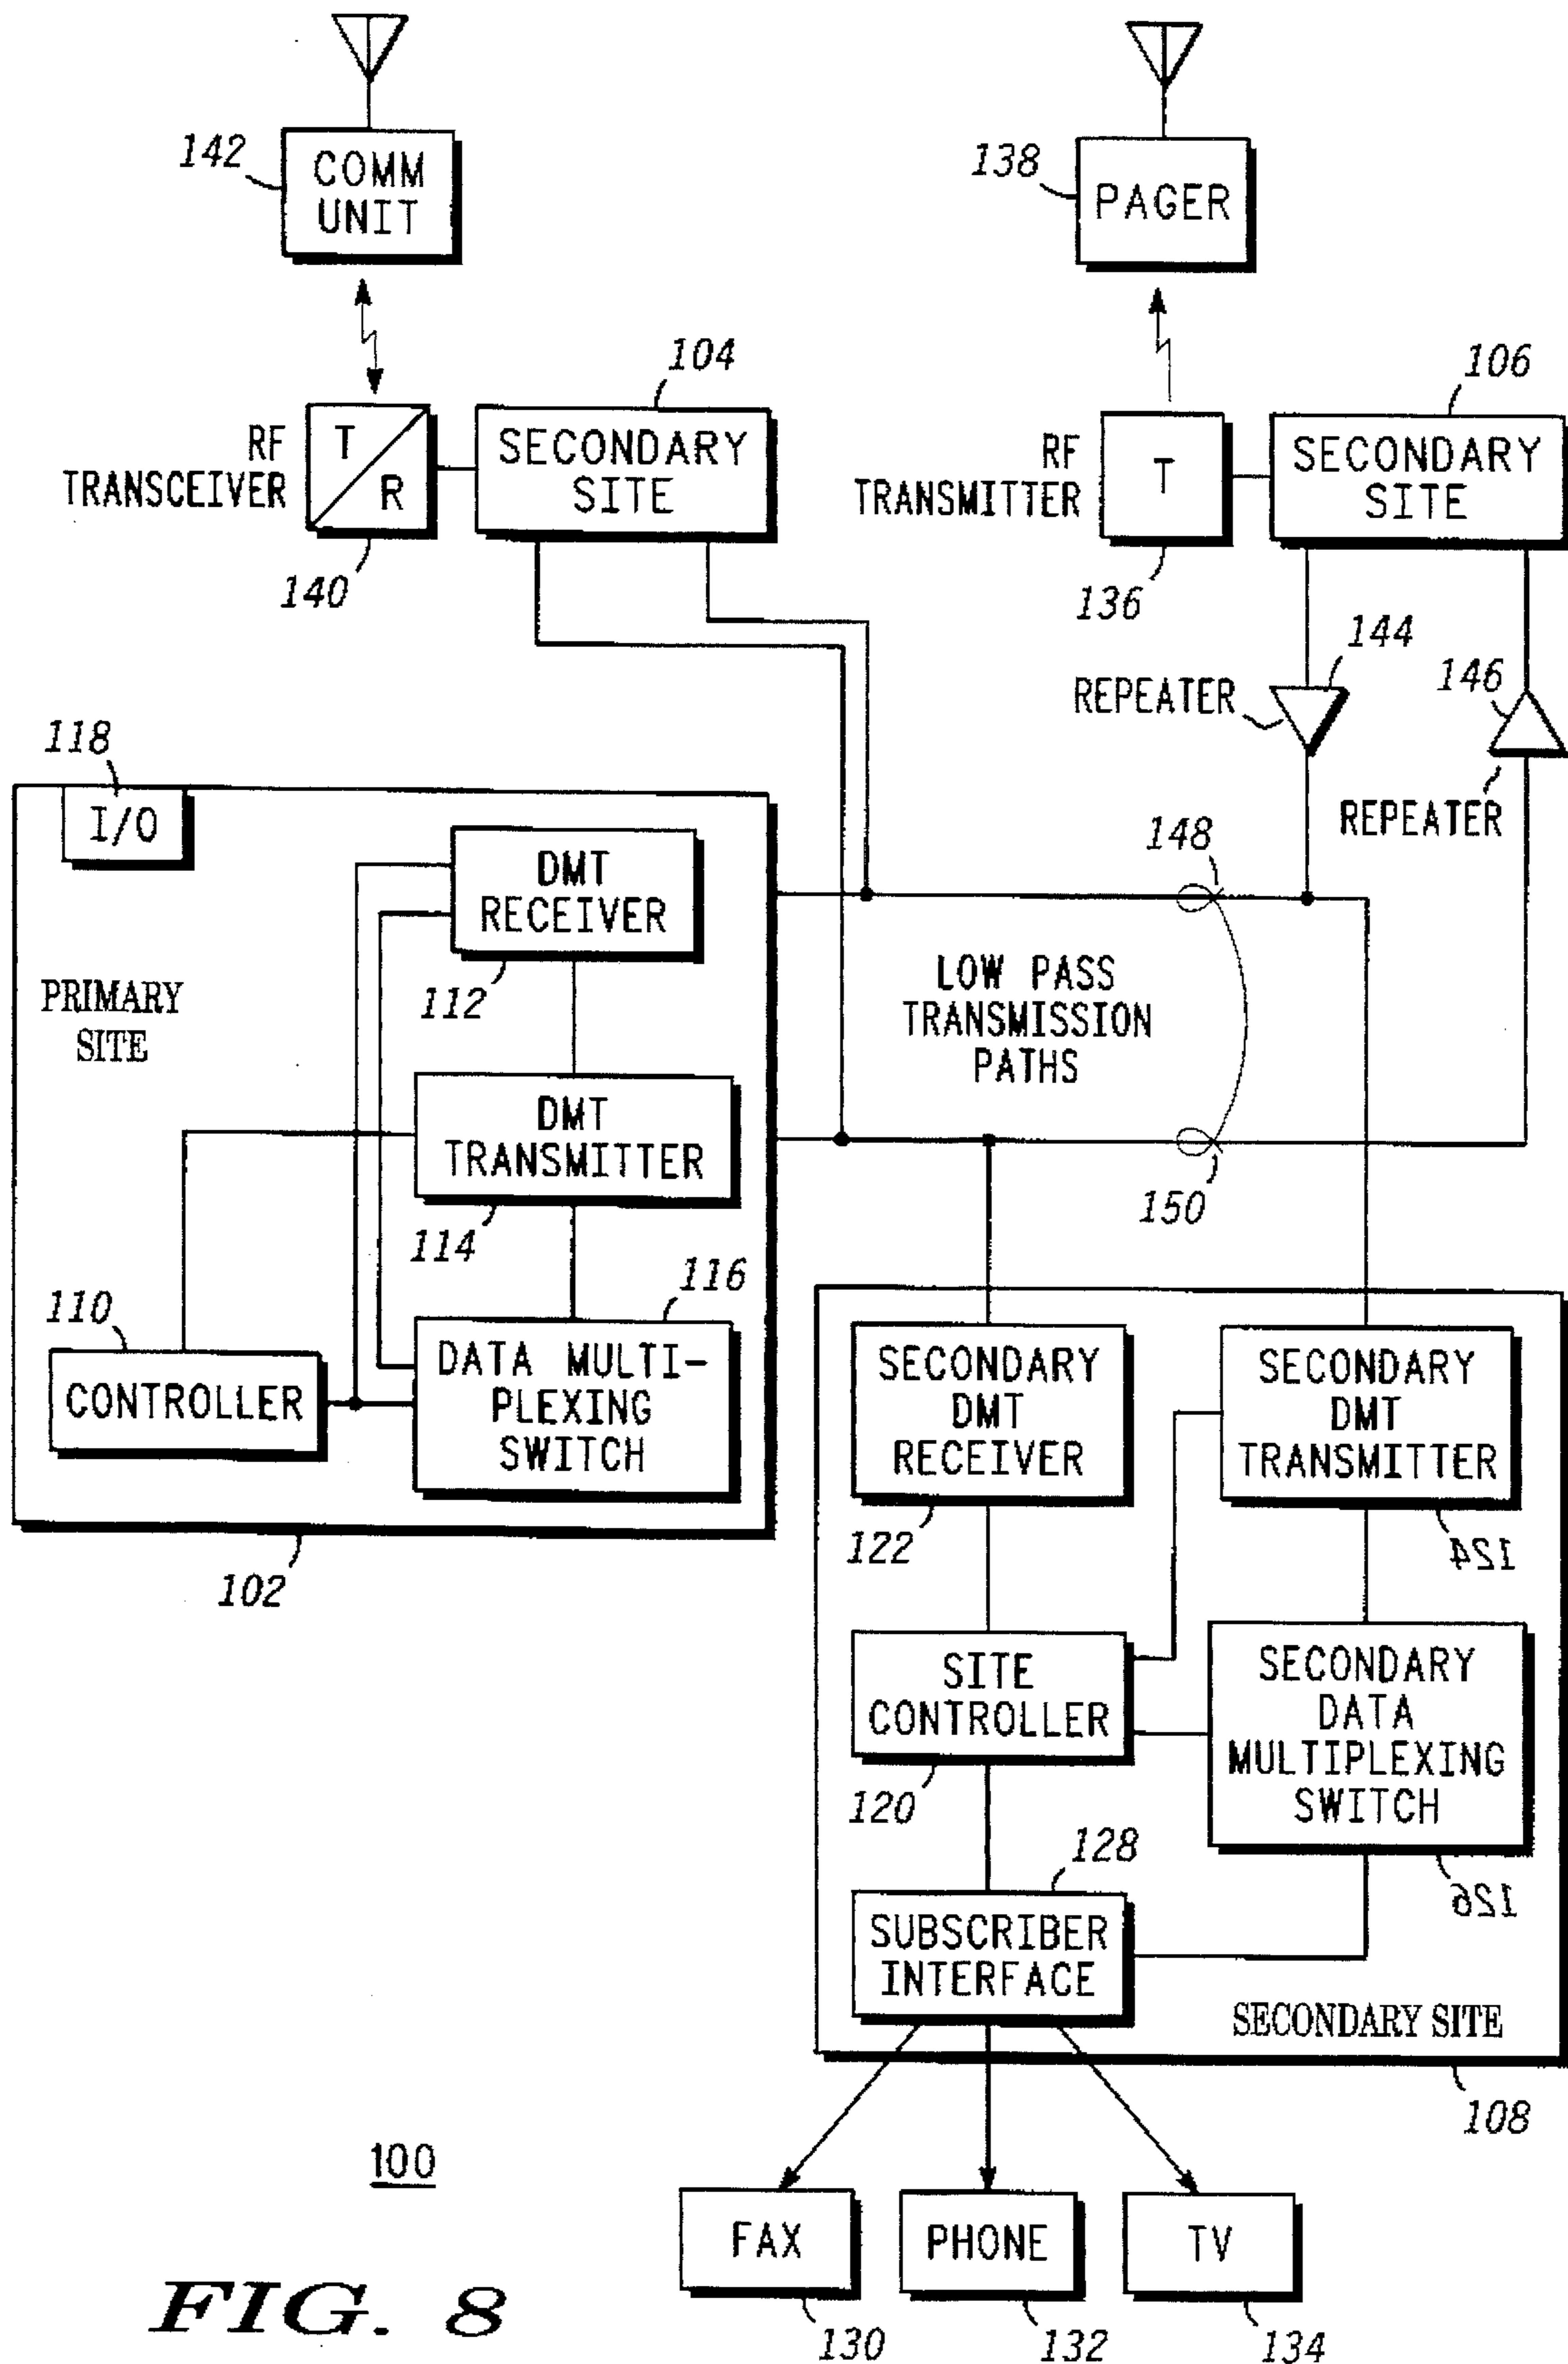 142
COMM
UNIT
138
PAGER
104
RF
TRANSCEIVER
T
R
SECONDARY
SITE
140
106
RF
TRANSMITTER
T
SECONDARY
SITE
136
144
REPEATER
146
REPEATER
118
I/O
DMT
RECEIVER
112
PRIMARY
SITE
DMT
TRANSMITTER
114
116
110
CONTROLLER
DATA MULTI-
PLEXING
SWITCH
102
148
LOW PASS
TRANSMISSION
PATHS
150
SECONDARY
DMT
RECEIVER
122
SECONDARY
DMT
TRANSMITTER
124
SITE
CONTROLLER
120
SECONDARY
DATA
MULTIPLEXING
SWITCH
126
128
SUBSCRIBER
INTERFACE
SECONDARY SITE
108
100
FAX
PHONE
TV
130
132
134
FIG. 8